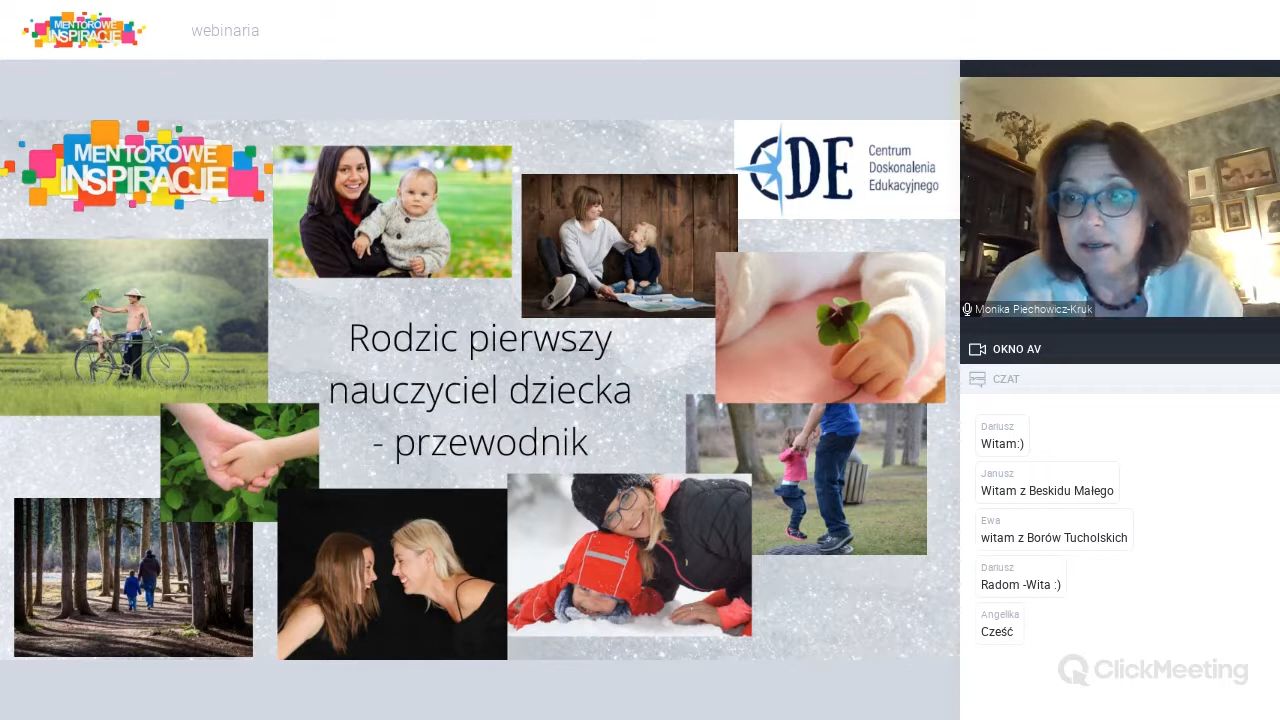 MENTOROWE
INSPIRACJE
webinaria
MENTOROWE
INSPIRACJE
CDE
Centrum
Doskonalenia
Edukacyjnego
Rodzic pierwszy
nauczyciel dziecka
- przewodnik
Monika Piechowicz-Kruk
OKNO AV
CZAT
Dariusz
Witam:)
Janusz
Witam z Beskidu Małego
Ewa
witam z Borów Tucholskich
Dariusz
Radom -Wita :)
Angelika
Cześć
ClickMeeting